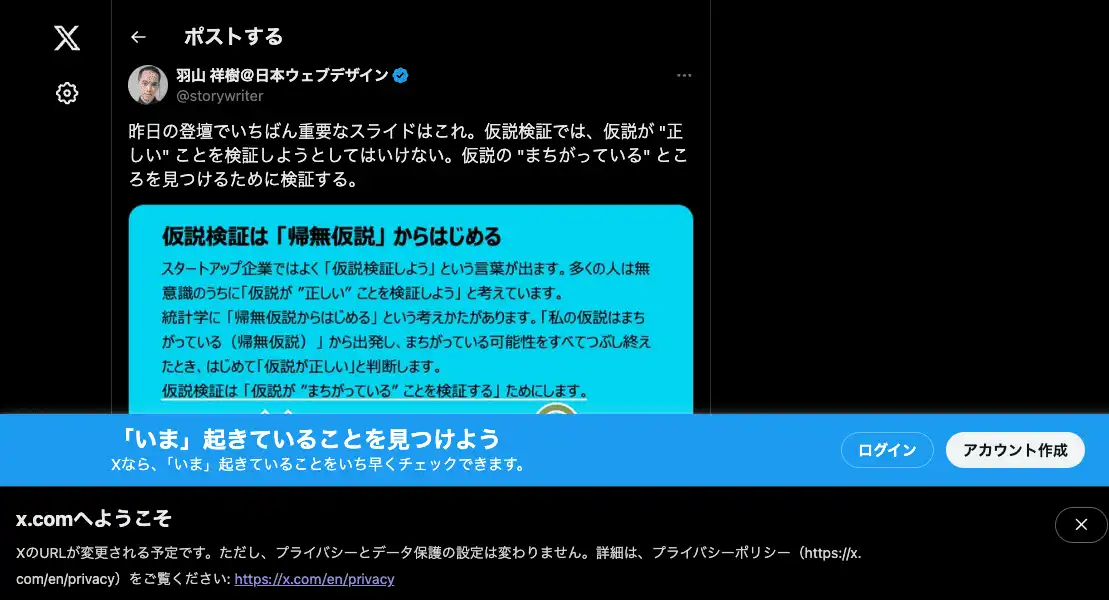 ポストする
羽山 祥樹@日本ウェブデザイン
@storywriter
昨日の登壇でいちばん重要なスライドはこれ。仮説検証では、仮説が "正
しい" ことを検証しようとしてはいけない。仮説の "まちがっている" とこ
ろを見つけるために検証する。
仮説検証は「帰無仮説」からはじめる
スタートアップ企業ではよく「仮説検証しよう」という言葉が出ます。多くの人は無
意識のうちに「仮説が "正しい" ことを検証しよう」と考えています。
統計学に「帰無仮説からはじめる」という考えかたがあります。「私の仮説はまち
がっている（帰無仮説）」から出発し、まちがっている可能性をすべてつぶし終え
たとき、はじめて「仮説が正しい」と判断します。
仮説検証は「仮説が "まちがっている" ことを検証する」ためにします。
「いま」起きていることを見つけよう
Xなら、「いま」起きていることをいち早くチェックできます。
ログイン
アカウント作成
x.comへようこそ
XのURLが変更される予定です。ただし、プライバシーとデータ保護の設定は変わりません。詳細は、プライバシーポリシー（https://x.
com/en/privacy）をご覧ください: https://x.com/en/privacy